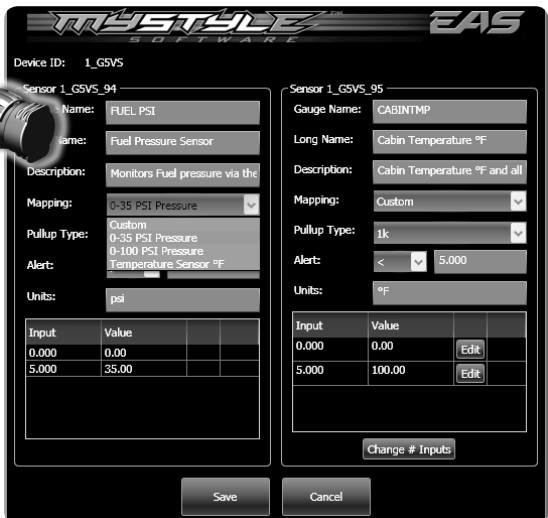 MYSTYLE
SOFTWARE
EAS
Device ID: 1_G5VS
Sensor 1_G5VS_94
Name:
FUEL PSI
Name:
Fuel Pressure Sensor
Description:
Monitors Fuel pressure via the
Mapping:
0-35 PSI Pressure
Custom
0-35 PSI Pressure
0-100 PSI Pressure
Temperature Sensor ºF
Pullup Type:
Alert:
Units:
psi
Input Value
0.000 0.00
5.000 35.00
Sensor 1_G5VS_95
Gauge Name:
CABINTMP
Long Name:
Cabin Temperature ºF
Description:
Cabin Temperature ºF and all
Mapping:
Custom
Pullup Type:
1k
Alert:
< 5.000
Units:
ºF
Input Value
0.000 0.00 Edit
5.000 100.00 Edit
Change # Inputs
Save
Cancel